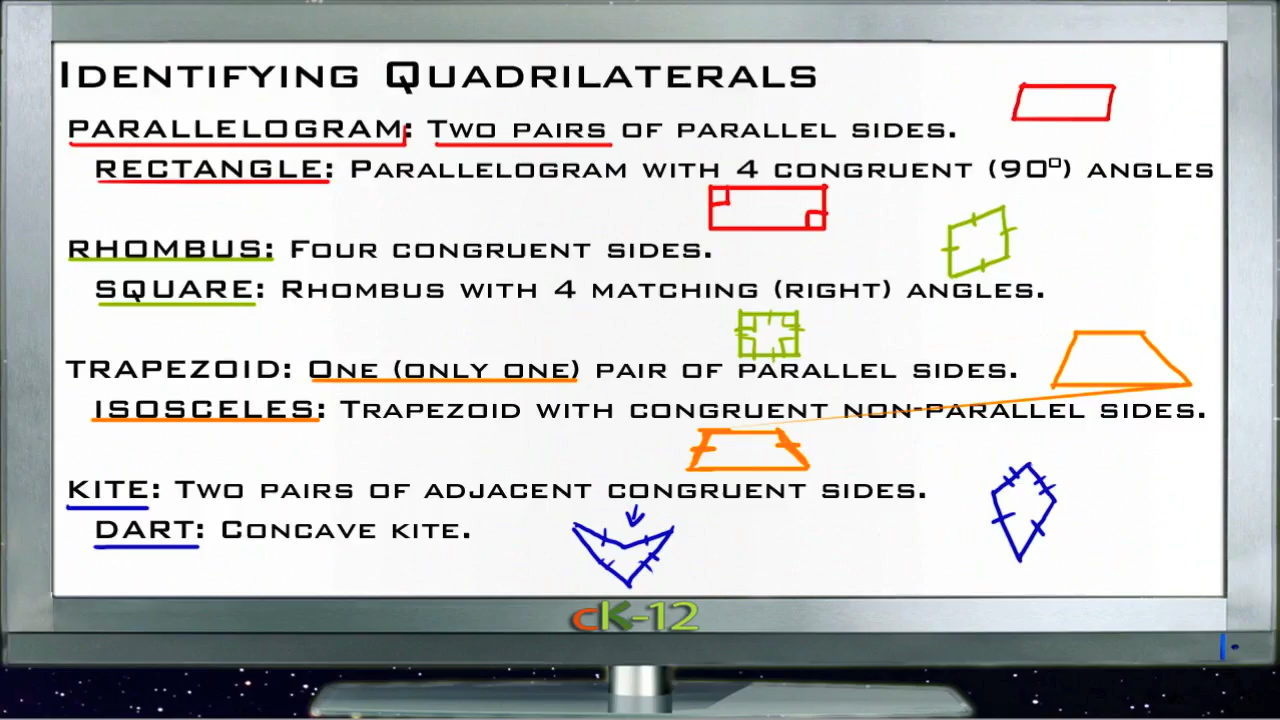 Identifying Quadrilaterals
PARALLELOGRAM: Two pairs of parallel sides.
RECTANGLE: Parallelogram with 4 congruent (90º) angles
RHOMBUS: Four congruent sides.
SQUARE: Rhombus with 4 matching (right) angles.
TRAPEZOID: One (only one) pair of parallel sides.
ISOSCELES: Trapezoid with congruent non-parallel sides.
KITE: Two pairs of adjacent congruent sides.
DART: Concave kite.
cK-12